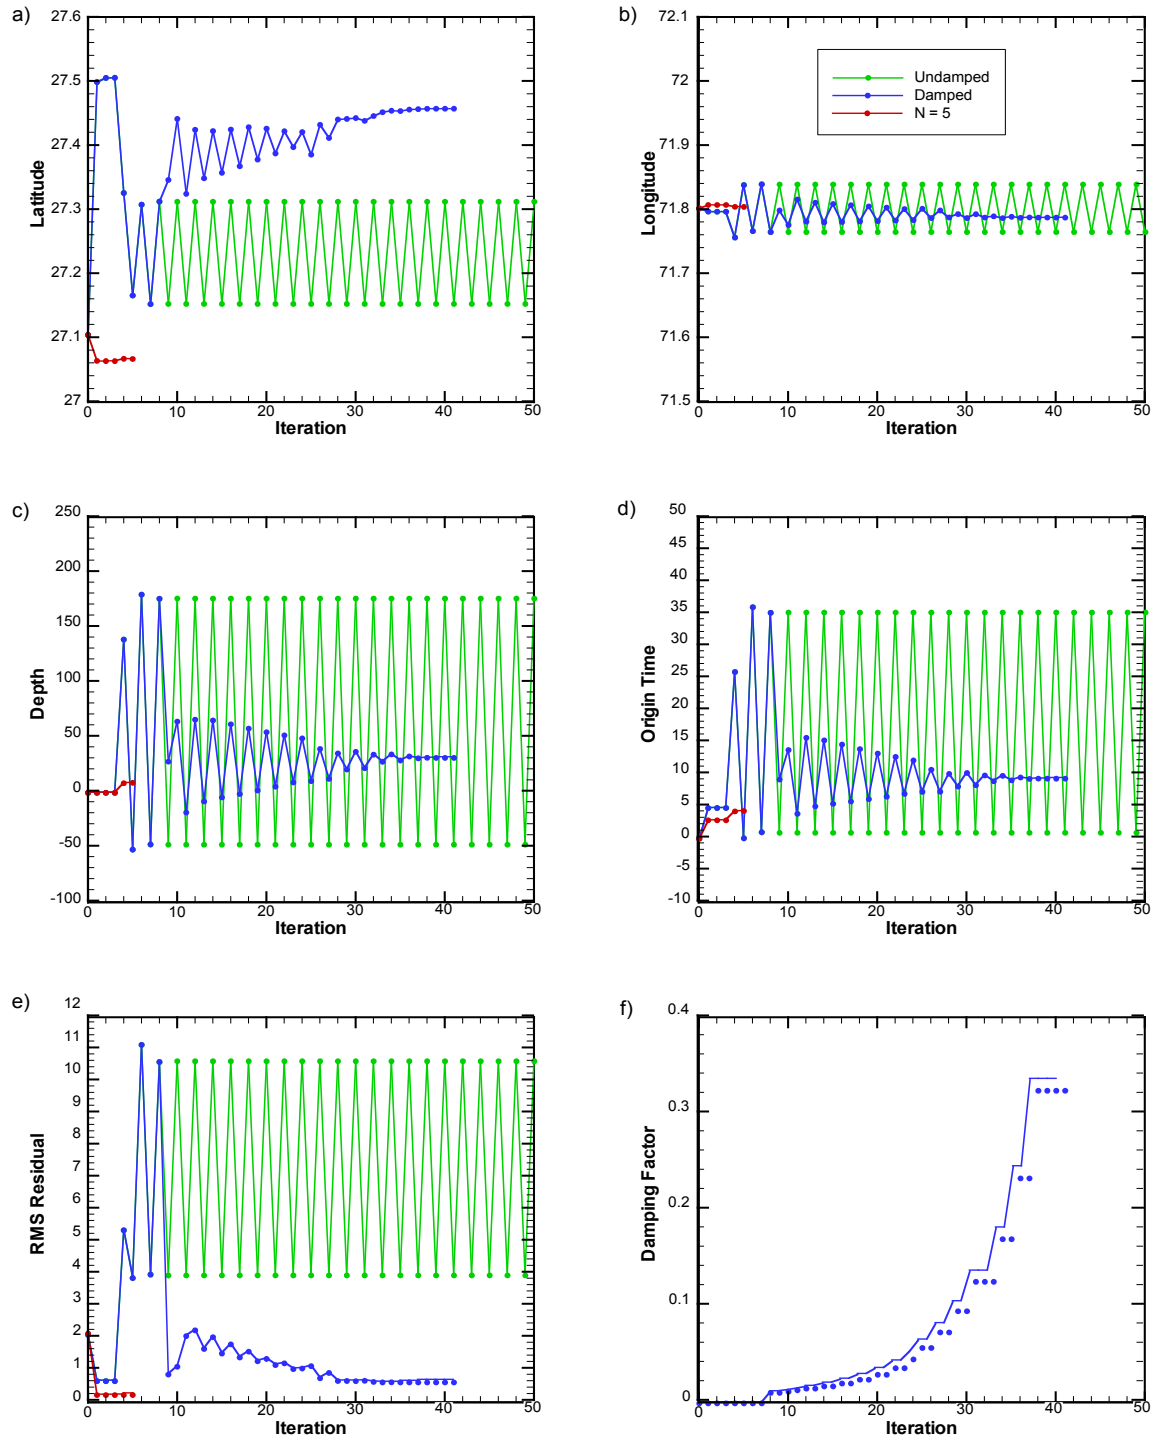 a)
27.6
27.5
27.4
27.3
27.2
27.1
27
Latitude
0 10 20 30 40 50
Iteration
b)
72.1
72
71.9
71.8
71.7
71.6
71.5
Longitude
Undamped
Damped
N = 5
0 10 20 30 40 50
Iteration
c)
250
200
150
100
50
0
-50
-100
Depth
0 10 20 30 40 50
Iteration
d)
50
45
40
35
30
25
20
15
10
5
0
-5
-10
Origin Time
0 10 20 30 40 50
Iteration
e)
12
11
10
9
8
7
6
5
4
3
2
1
0
RMS Residual
0 10 20 30 40 50
Iteration
f)
0.4
0.3
0.2
0.1
0
Damping Factor
0 10 20 30 40 50
Iteration